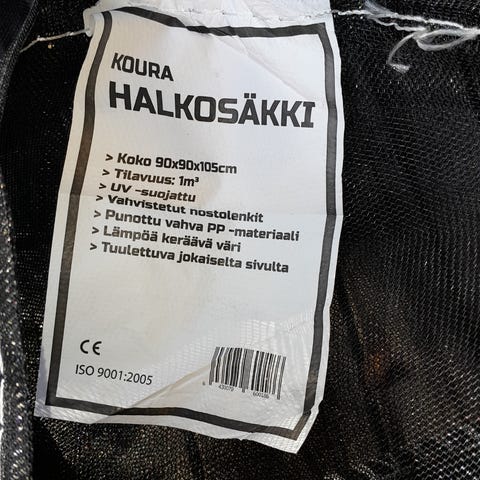 KOURA
HALKOSÄKKI
> Koko 90x90x105cm
> Tilavuus: 1m³
> UV -suojattu
> Vahvistetut nostolenkit
> Punottu vahva PP -materiaali
> Lämpöä keräävä väri
> Tuulettuva jokaiselta sivulta
CE
ISO 9001:2005